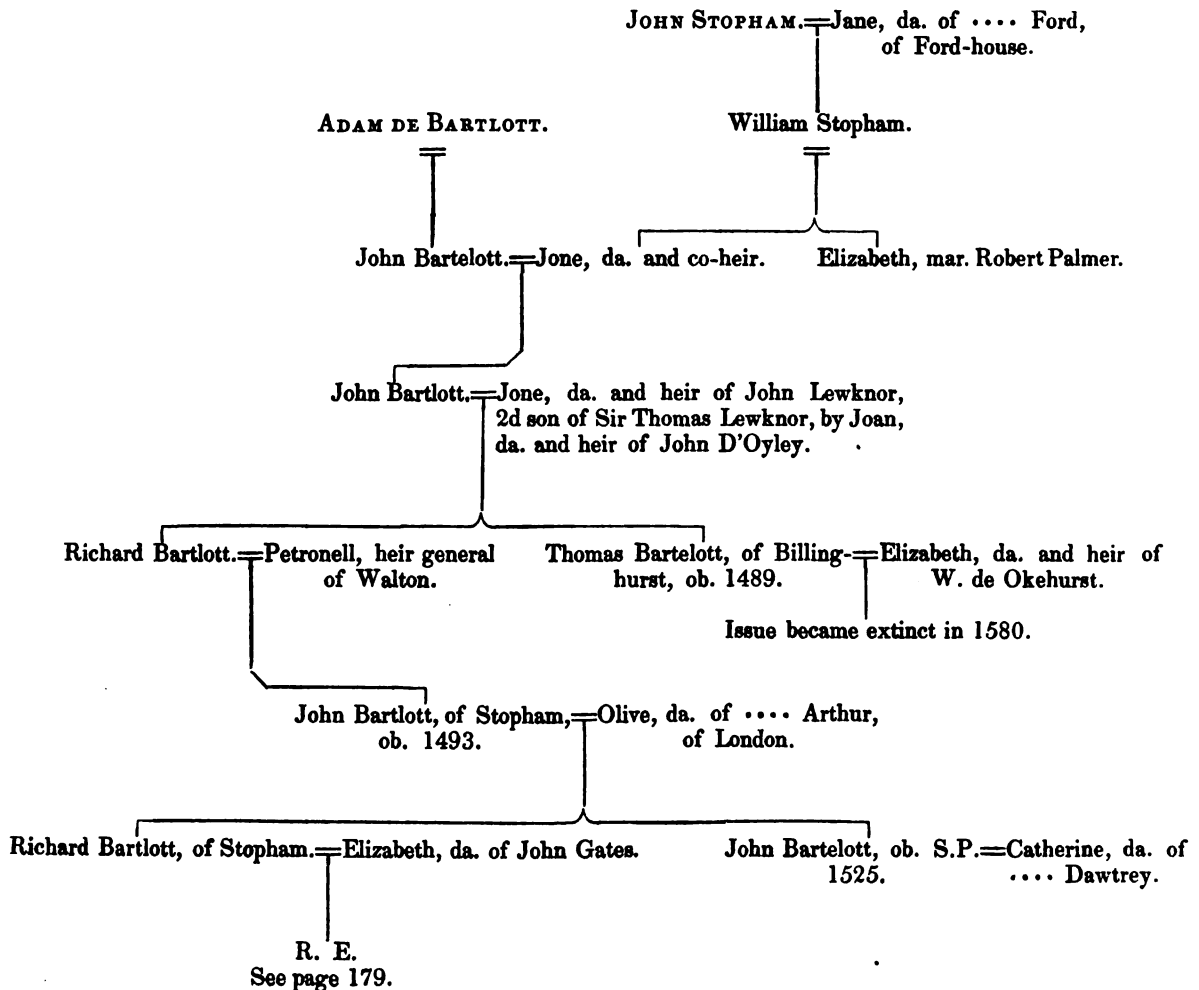 JOHN STOPHAM.=Jane, da. of .... Ford,
of Ford-house.
ADAM DE BARTLOTT.
William Stopham.
John Bartelott.=Jone, da. and co-heir.
Elizabeth, mar. Robert Palmer.
John Bartlott.=Jone, da. and heir of John Lewknor,
2d son of Sir Thomas Lewknor, by Joan,
da. and heir of John D'Oyley.
Richard Bartlott.=Petronell, heir general
of Walton.
Thomas Bartelott, of Billing-=Elizabeth, da. and heir of
hurst, ob. 1489.
W. de Okehurst.
Issue became extinct in 1580.
John Bartlott, of Stopham,=Olive, da. of .... Arthur,
ob. 1493.
of London.
Richard Bartlott, of Stopham.=Elizabeth, da. of John Gates.
John Bartelott, ob. S.P.=Catherine, da. of
1525.
.... Dawtrey.
R. E.
See page 179.